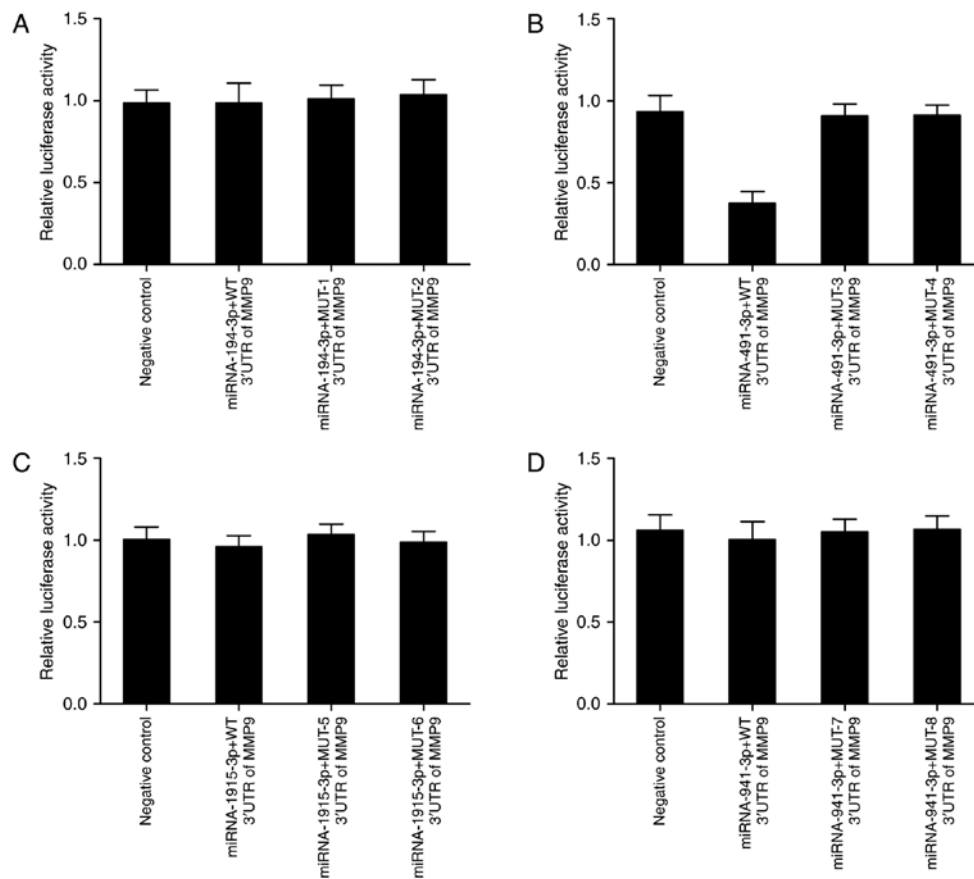 A
Relative luciferase activity
1.5
1.0
0.5
0.0
Negative control
miRNA-194-3p+WT
3'UTR of MMP9
miRNA-194-3p+MUT-1
3'UTR of MMP9
miRNA-194-3p+MUT-2
3'UTR of MMP9
B
Relative luciferase activity
1.5
1.0
0.5
0.0
Negative control
miRNA-491-3p+WT
3'UTR of MMP9
miRNA-491-3p+MUT-3
3'UTR of MMP9
miRNA-491-3p+MUT-4
3'UTR of MMP9
C
Relative luciferase activity
1.5
1.0
0.5
0.0
Negative control
miRNA-1915-3p+WT
3'UTR of MMP9
miRNA-1915-3p+MUT-5
3'UTR of MMP9
miRNA-1915-3p+MUT-6
3'UTR of MMP9
D
Relative luciferase activity
1.5
1.0
0.5
0.0
Negative control
miRNA-941-3p+WT
3'UTR of MMP9
miRNA-941-3p+MUT-7
3'UTR of MMP9
miRNA-941-3p+MUT-8
3'UTR of MMP9